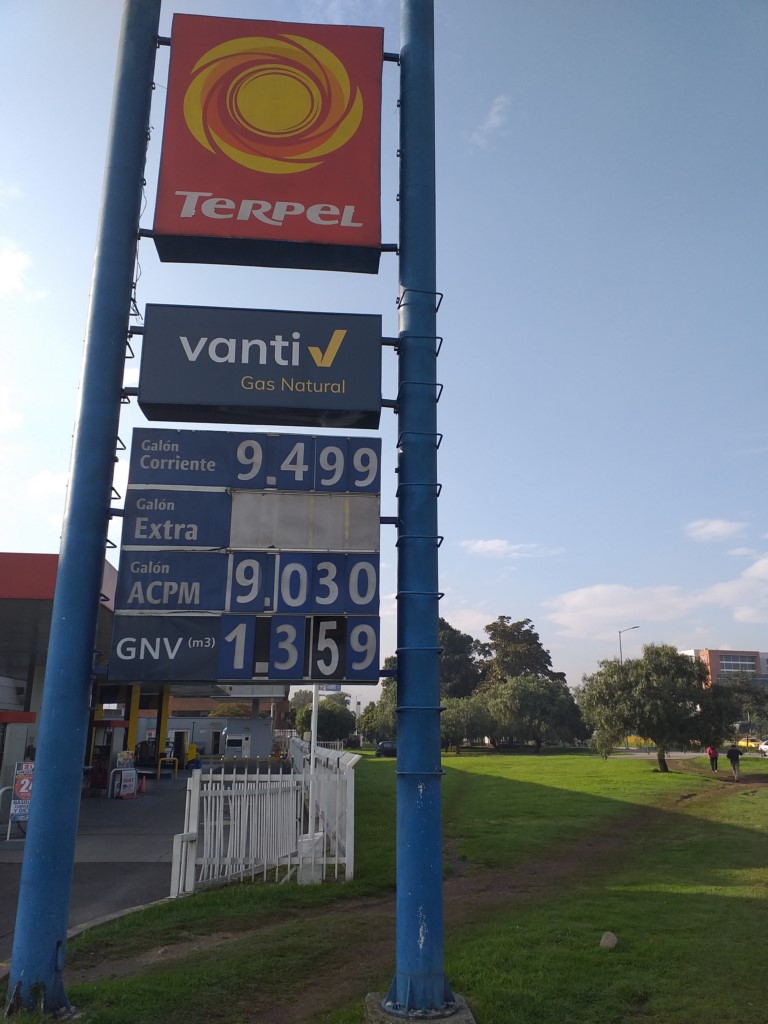 TERPEL
vanti
Gas Natural
Galón
Corriente 9.499
Galón
Extra
Galón
ACPM 9.030
GNV (m3) 1.359